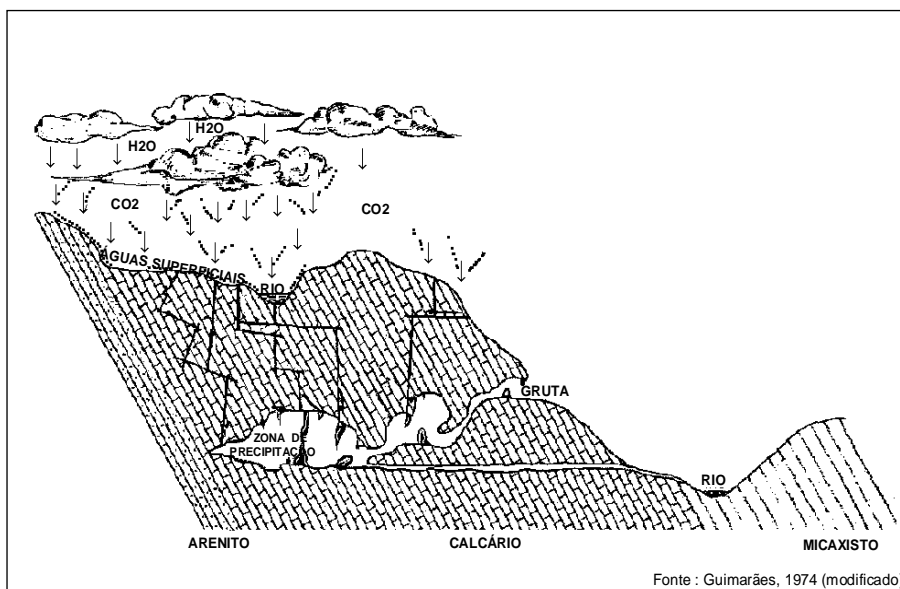 H2O
H2O
CO2
CO2
ÁGUAS SUPERFICIAIS
RIO
GRUTA
ZONA DE
PRECIPITAÇÃO
RIO
ARENITO
CALCÁRIO
MICAXISTO
Fonte : Guimarães, 1974 (modificado)